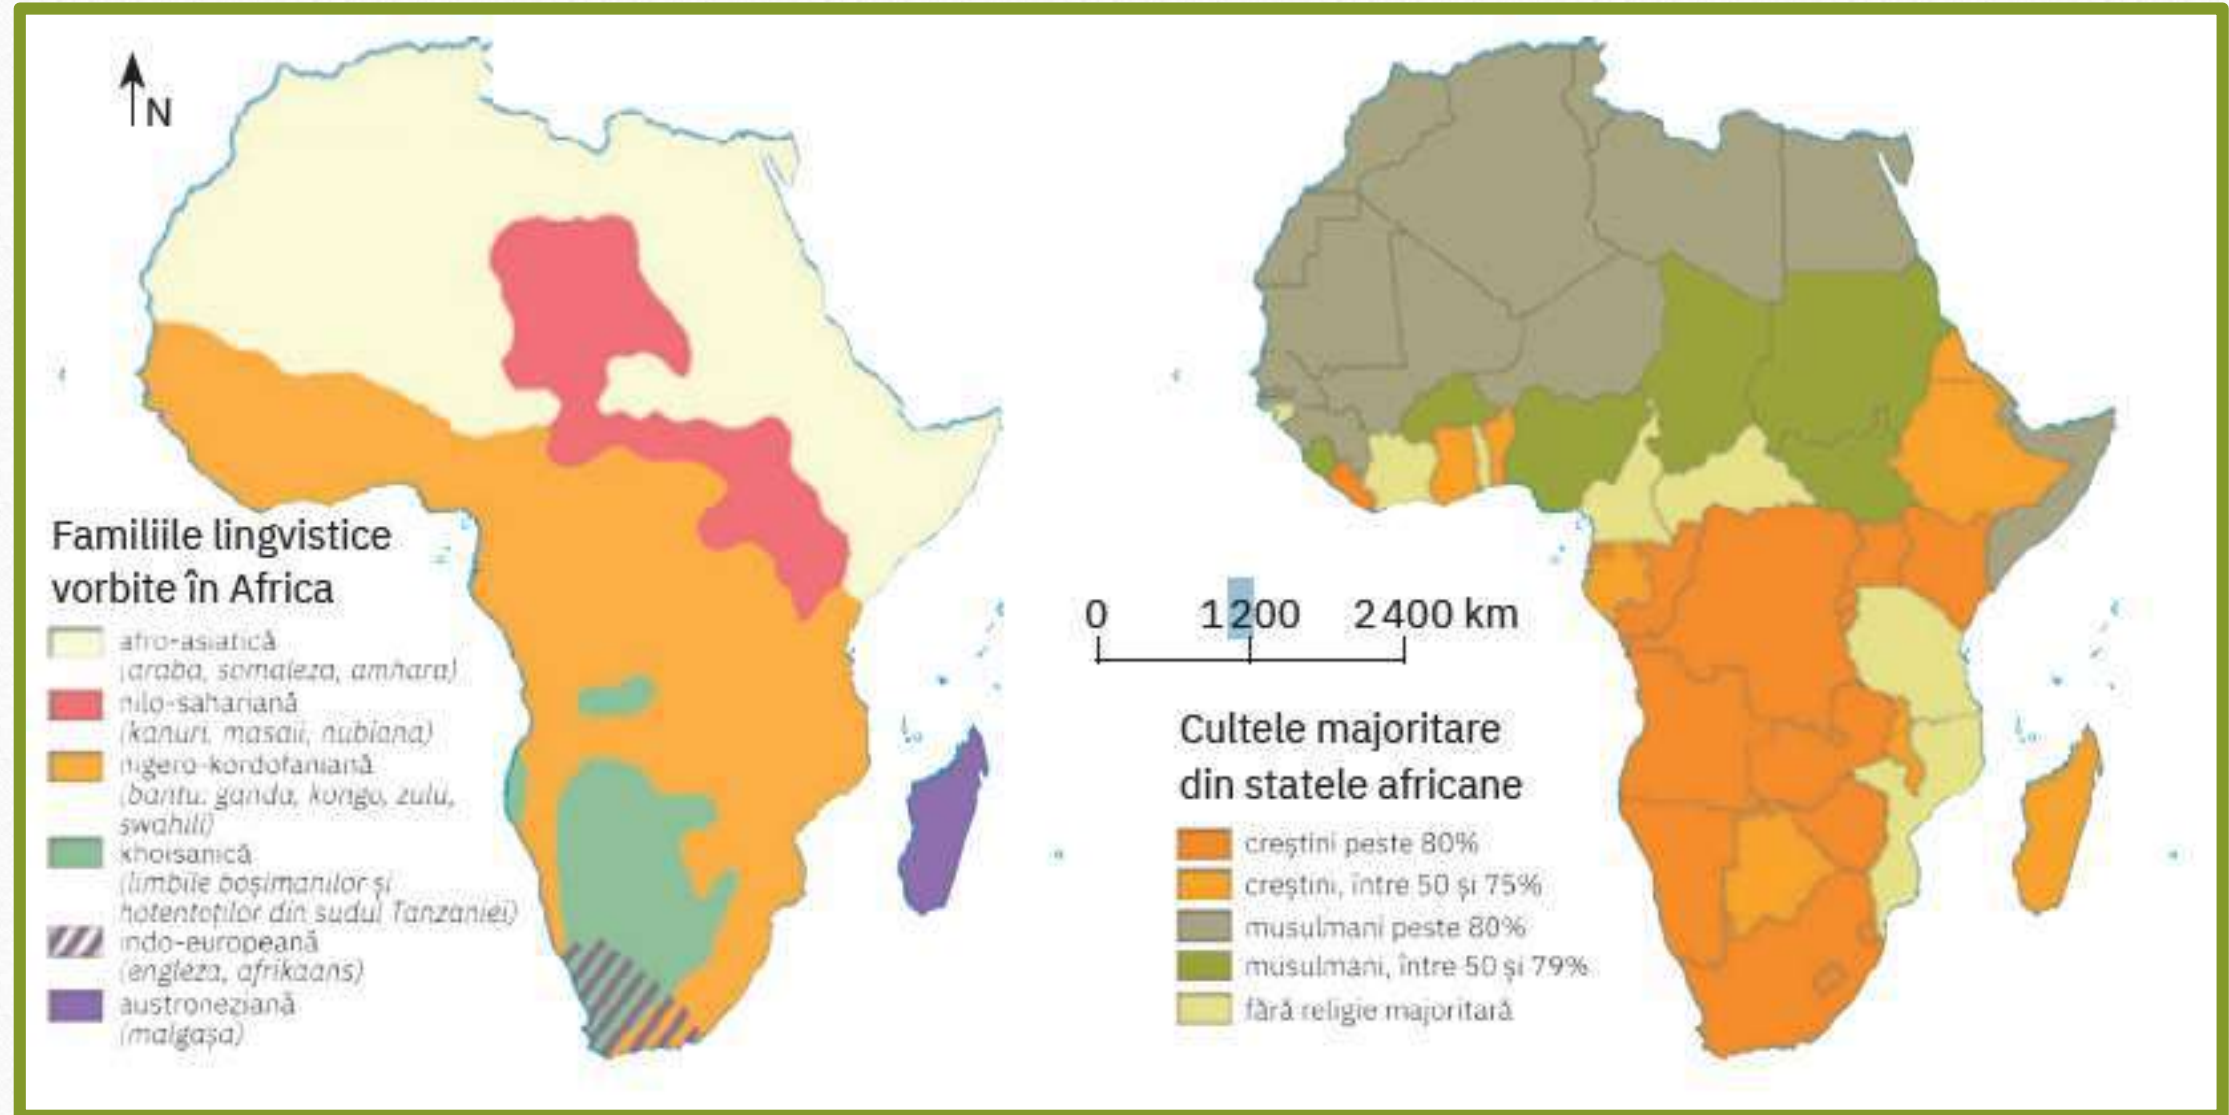 N
Familiile lingvistice
vorbite în Africa
afro-asiatică
(araba, somaleza, amhara)
nilo-sahariană
(kanuri, masaii, nubiana)
nigero-kordofaniană
(bantu, ganda, kongo, zulu,
swahili)
khoisanică
(limbile boșimanilor și
hotentoților din sudul Tanzaniei)
indo-europeană
(engleza, afrikaans)
austroneziană
(malgașa)
0 1200 2400 km
Cultele majoritare
din statele africane
creștini peste 80%
creștini, între 50 și 75%
musulmani peste 80%
musulmani, între 50 și 79%
fără religie majoritară